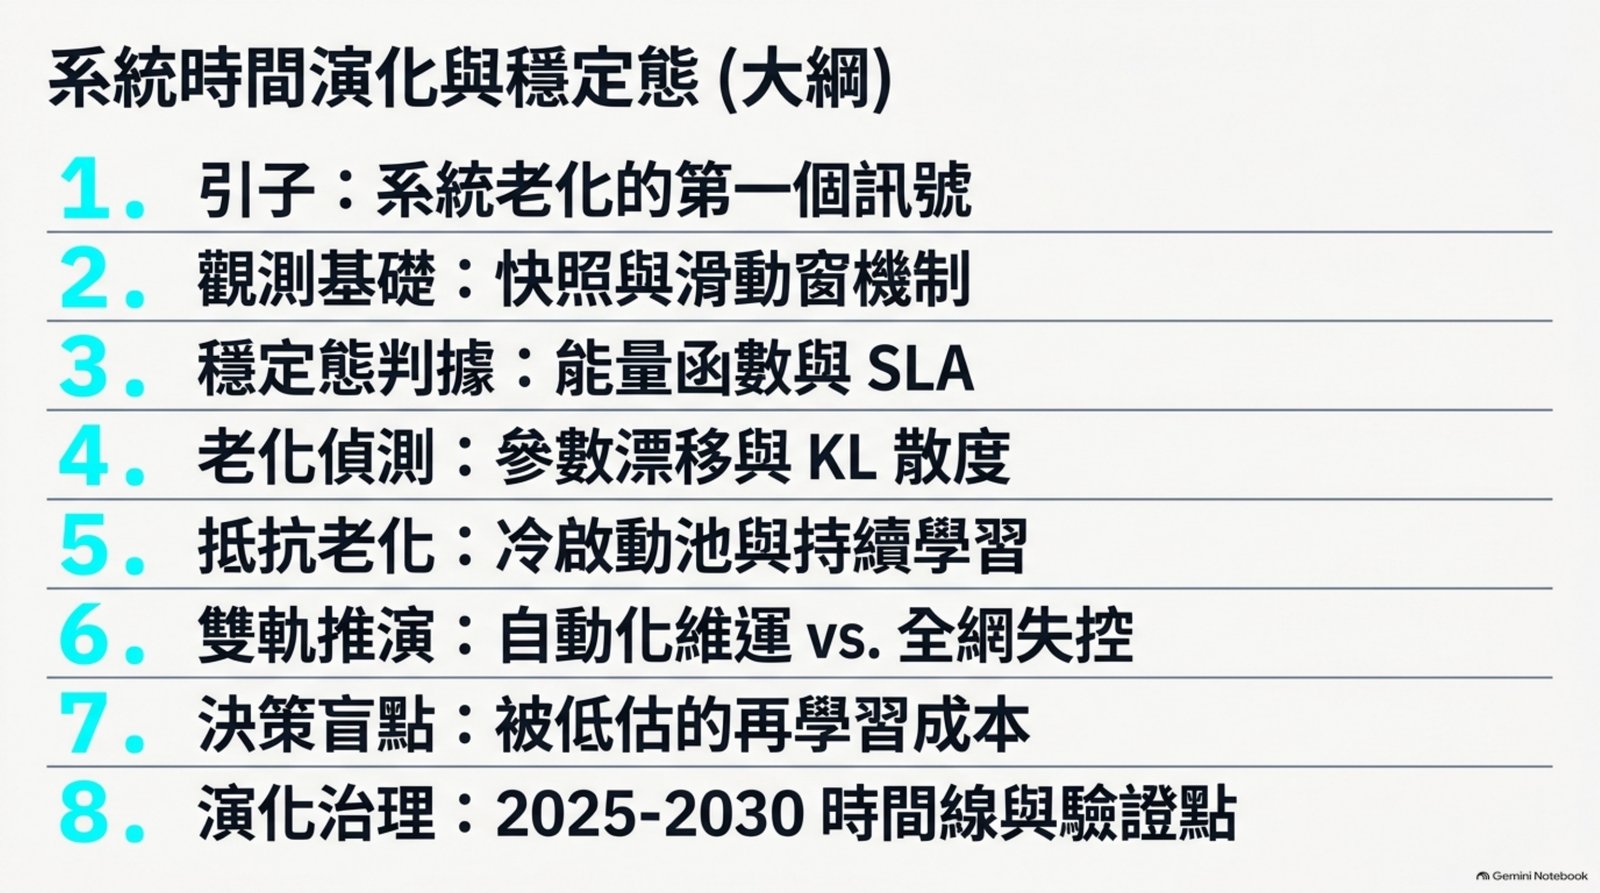 系統時間演化與穩定態 (大綱)
1. 引子：系統老化的第一個訊號
2. 觀測基礎：快照與滑動窗機制
3. 穩定態判據：能量函數與 SLA
4. 老化偵測：參數漂移與 KL 散度
5. 抵抗老化：冷啟動池與持續學習
6. 雙軌推演：自動化維運 vs. 全網失控
7. 決策盲點：被低估的再學習成本
8. 演化治理：2025-2030 時間線與驗證點
Gemini Notebook